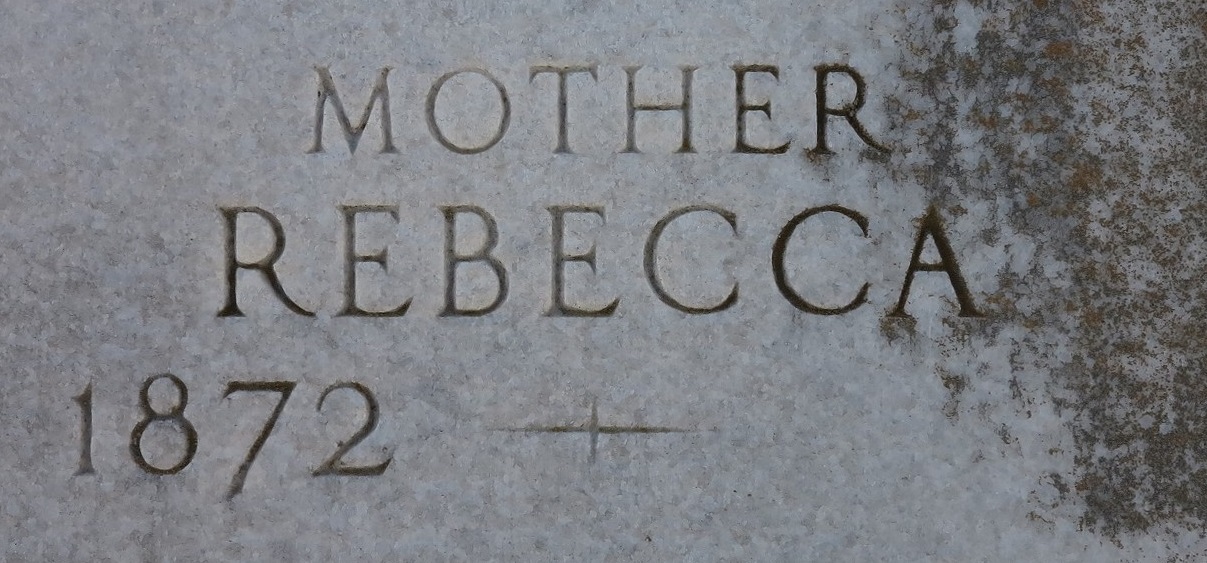 MOTHER
REBECCA
1872